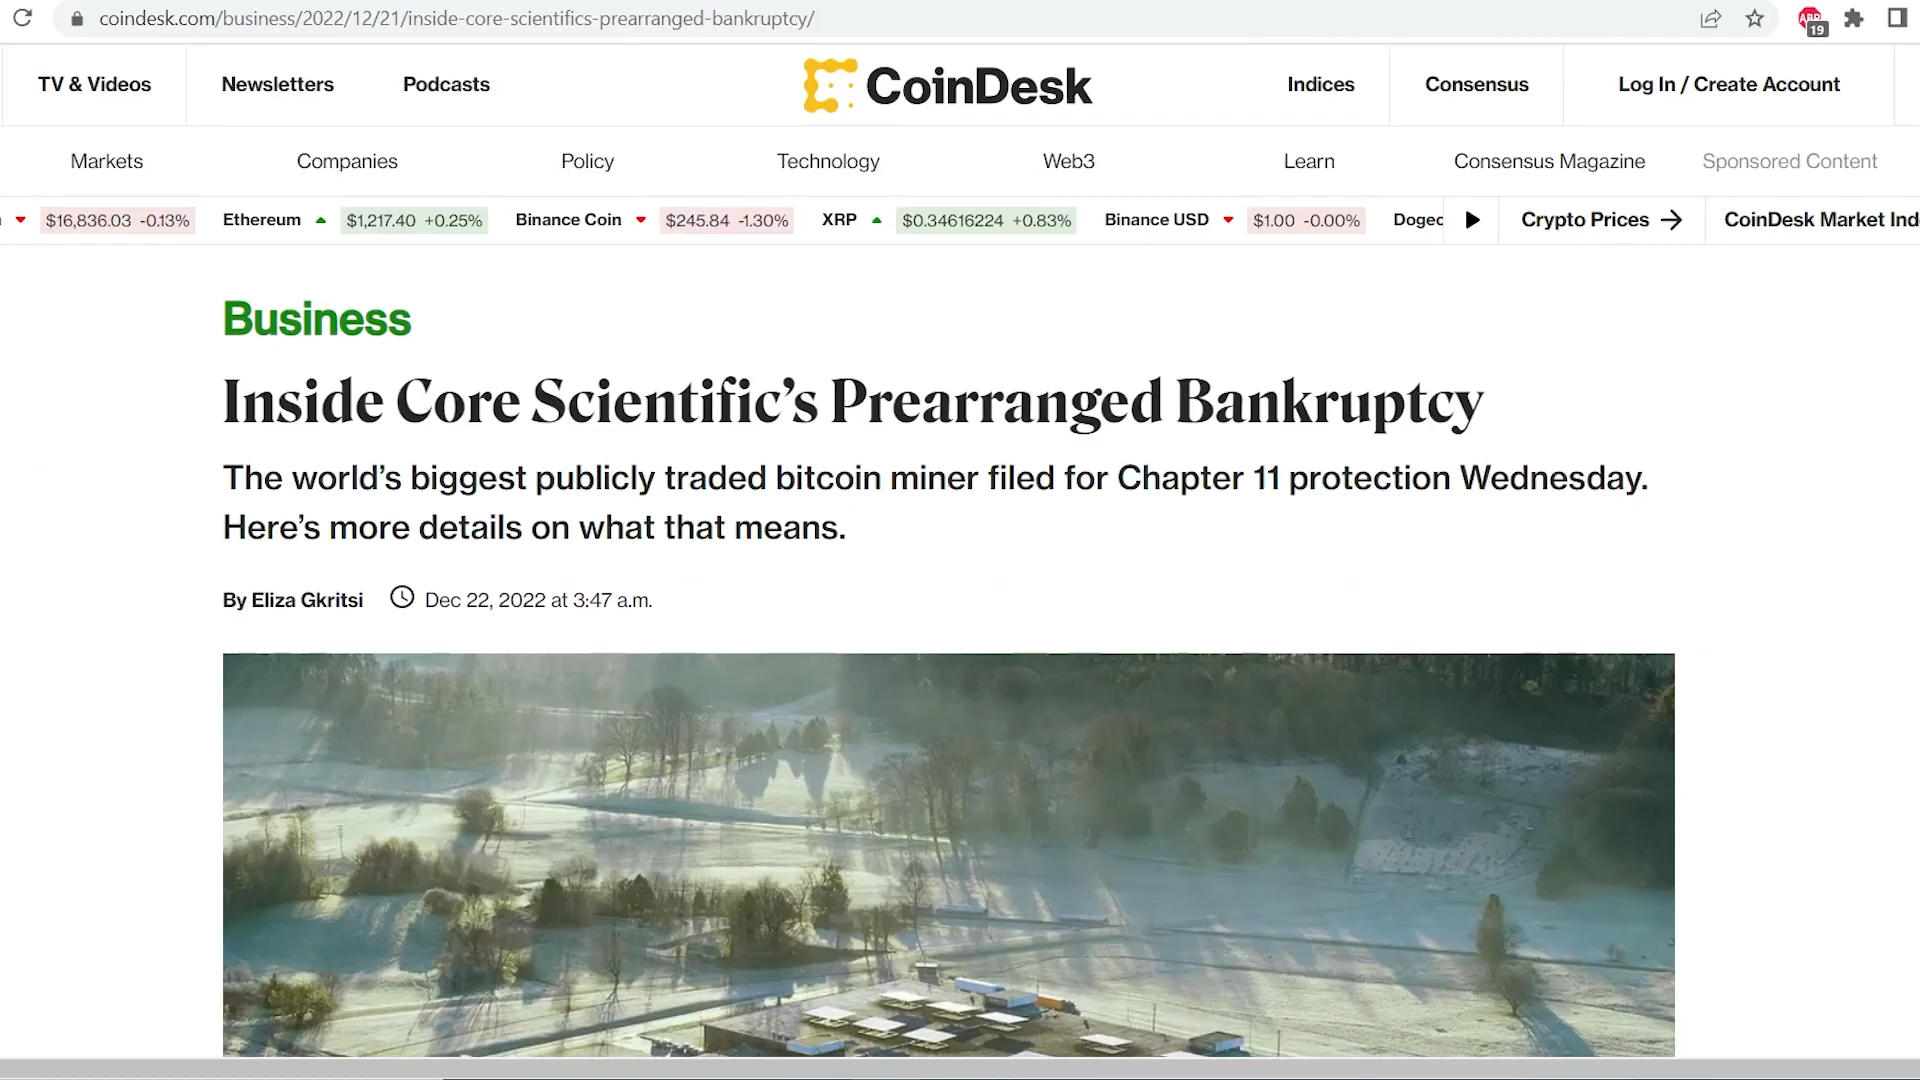 coindesk.com/business/2022/12/21/inside-core-scientifics-prearranged-bankruptcy/
ABP
19
TV & Videos Newsletters Podcasts CoinDesk Indices Consensus Log In / Create Account
Markets Companies Policy Technology Web3 Learn Consensus Magazine Sponsored Content
$16,836.03 -0.13% Ethereum $1,217.40 +0.25% Binance Coin $245.84 -1.30% XRP $0.34616224 +0.83% Binance USD $1.00 -0.00% Dogec Crypto Prices → CoinDesk Market Ind
Business
Inside Core Scientific’s Prearranged Bankruptcy
The world’s biggest publicly traded bitcoin miner filed for Chapter 11 protection Wednesday.
Here’s more details on what that means.
By Eliza Gkritsi Dec 22, 2022 at 3:47 a.m.